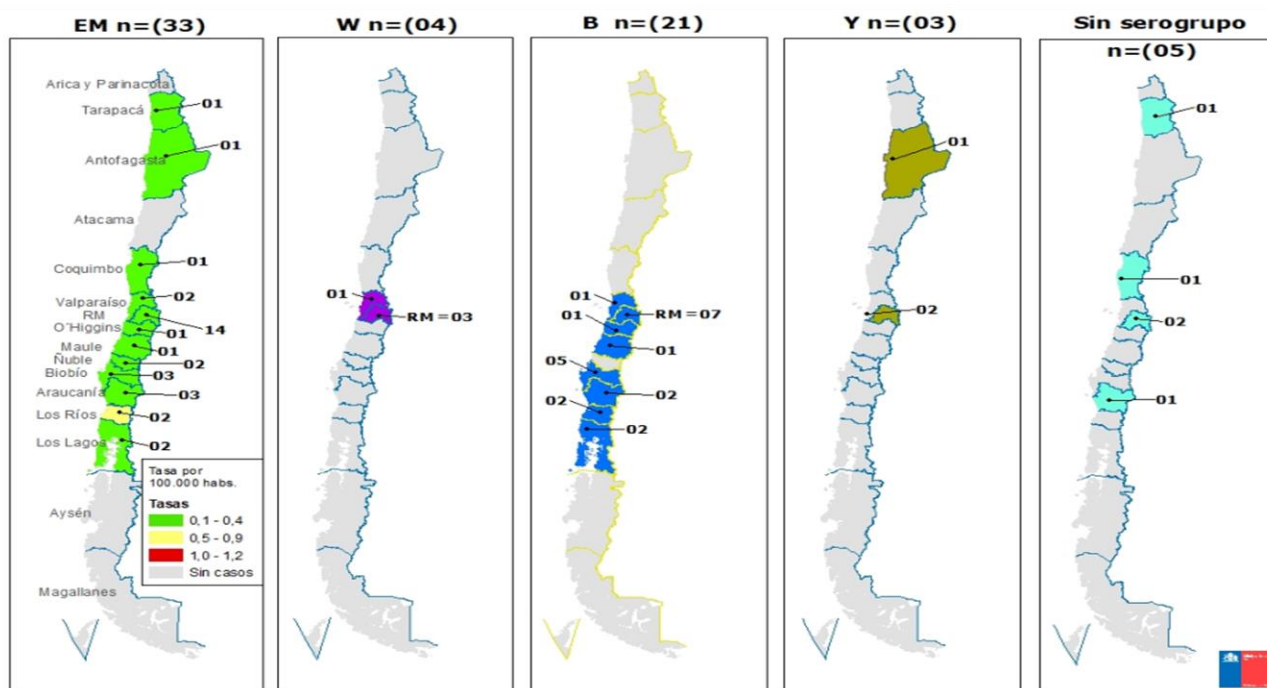 EM n=(33)
W n=(04)
B n=(21)
Y n=(03)
Sin serogrupo
n=(05)
Arica y Parinacota
Tarapacá
Antofagasta
Atacama
Coquimbo
Valparaíso
RM
O´Higgins
Maule
Ñuble
Biobío
Araucanía
Los Ríos
Los Lagos
Aysén
Magallanes
01
01
01
02
14
01
01
02
03
03
02
02
Tasa por
100.000 habs.
Tasas
0,1 - 0,4
0,5 - 0,9
1,0 - 1,2
Sin casos
01
RM = 03
01
RM =07
01
01
05
02
02
02
01
02
01
01
02
01